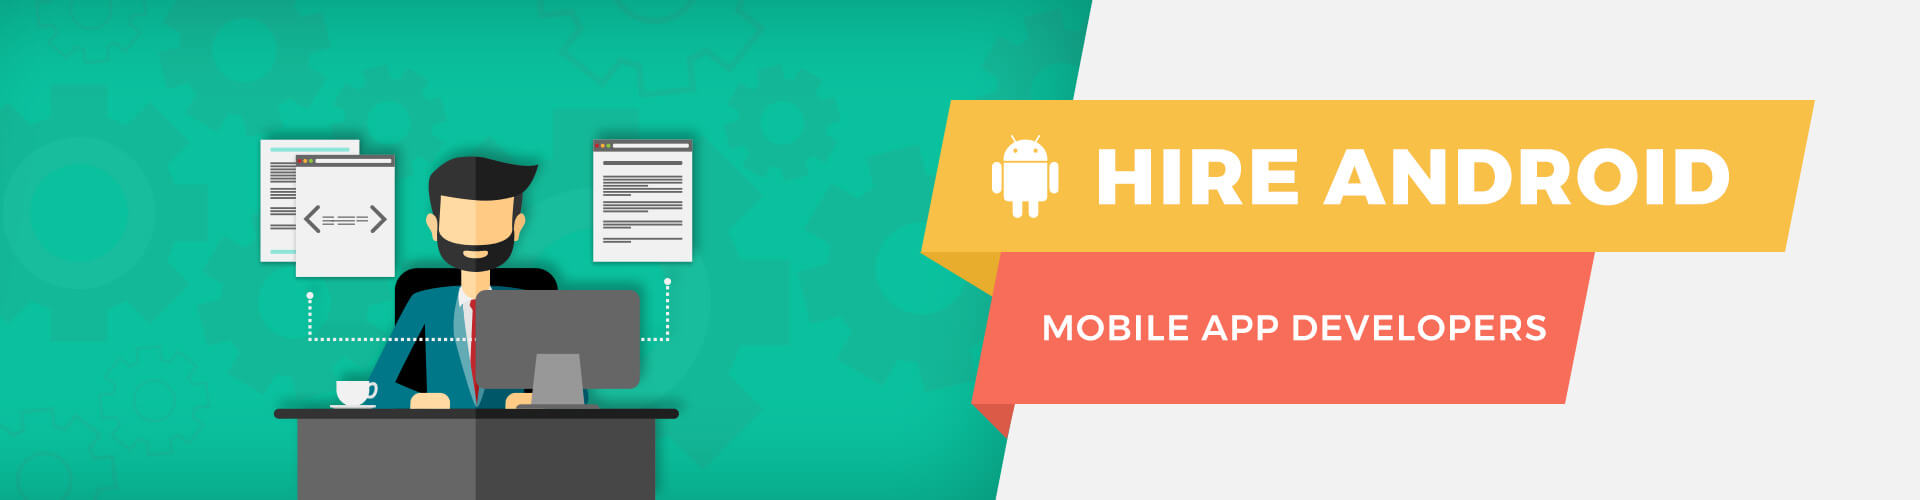 HIRE ANDROID
MOBILE APP DEVELOPERS